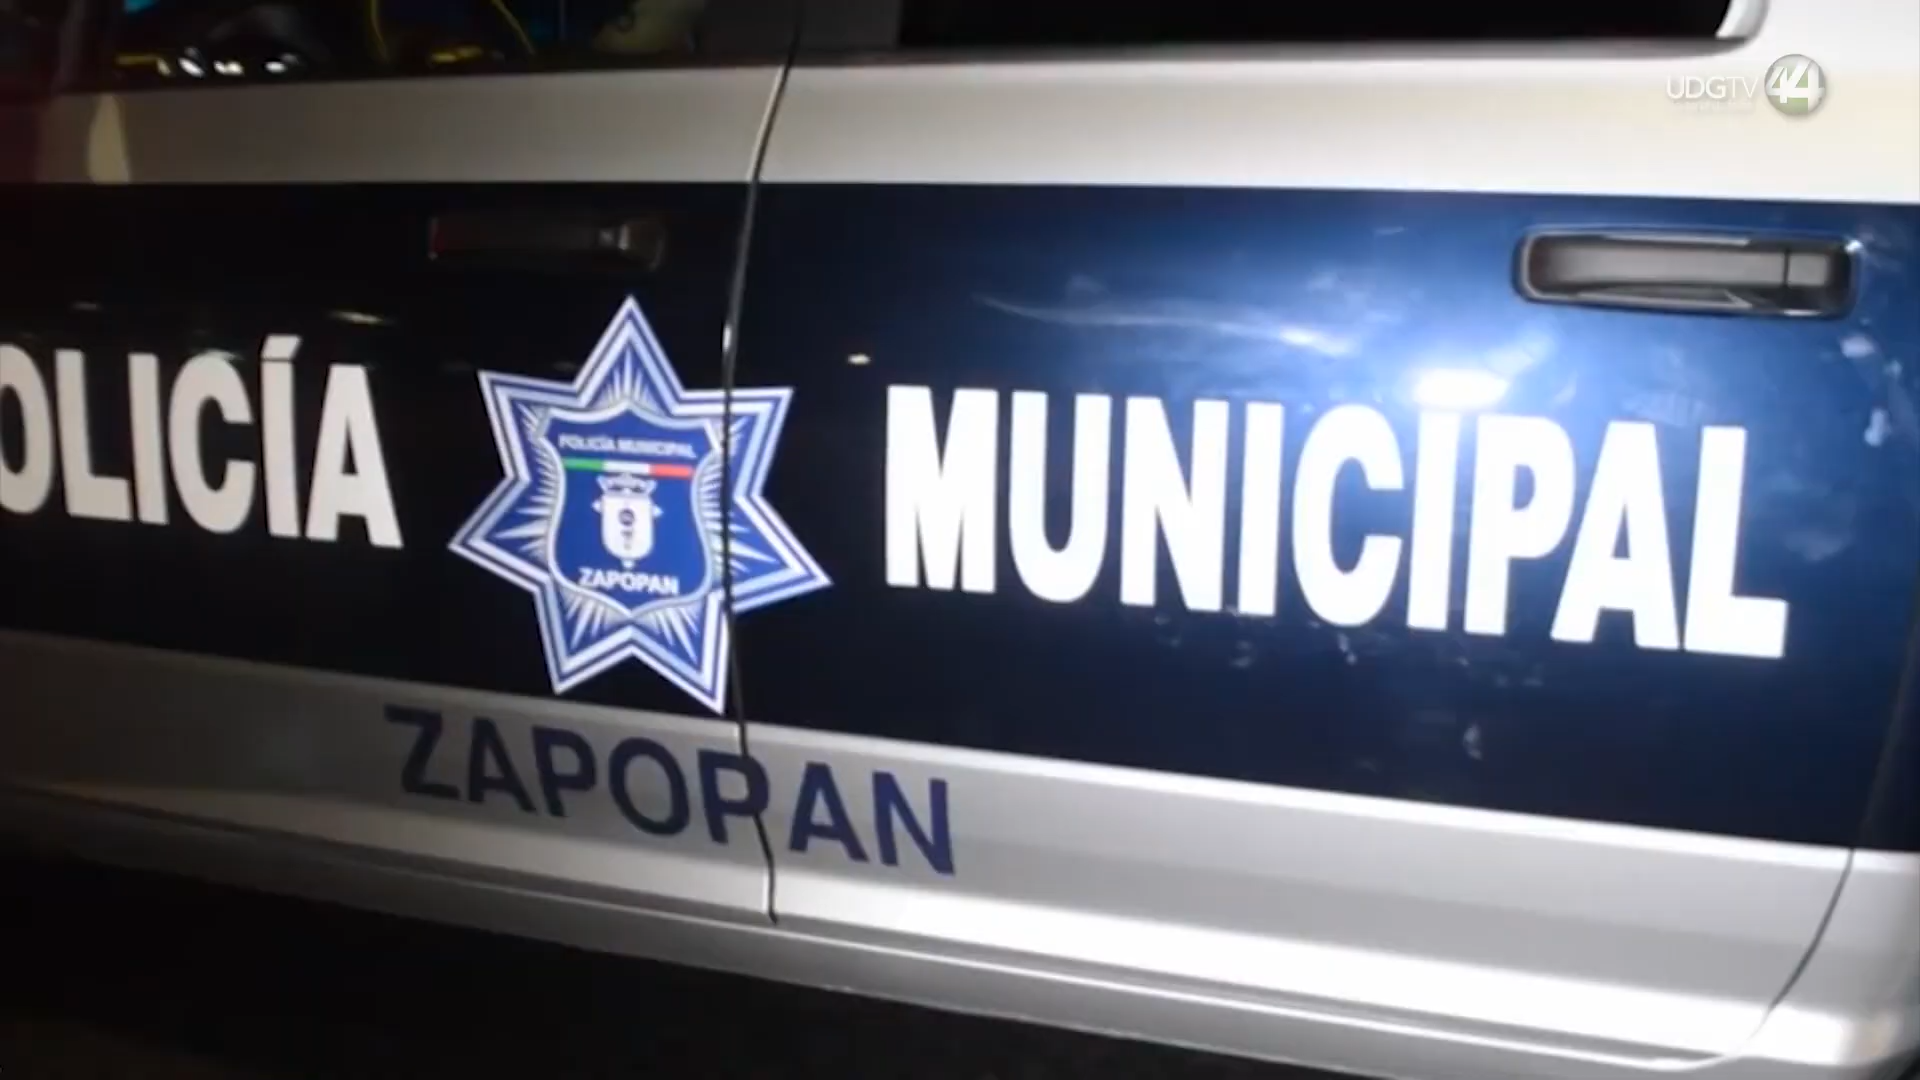 UDGTV 44
OLICÍA MUNICIPAL
POLICÍA MUNICIPAL
ZAPOPAN
ZAPOPAN